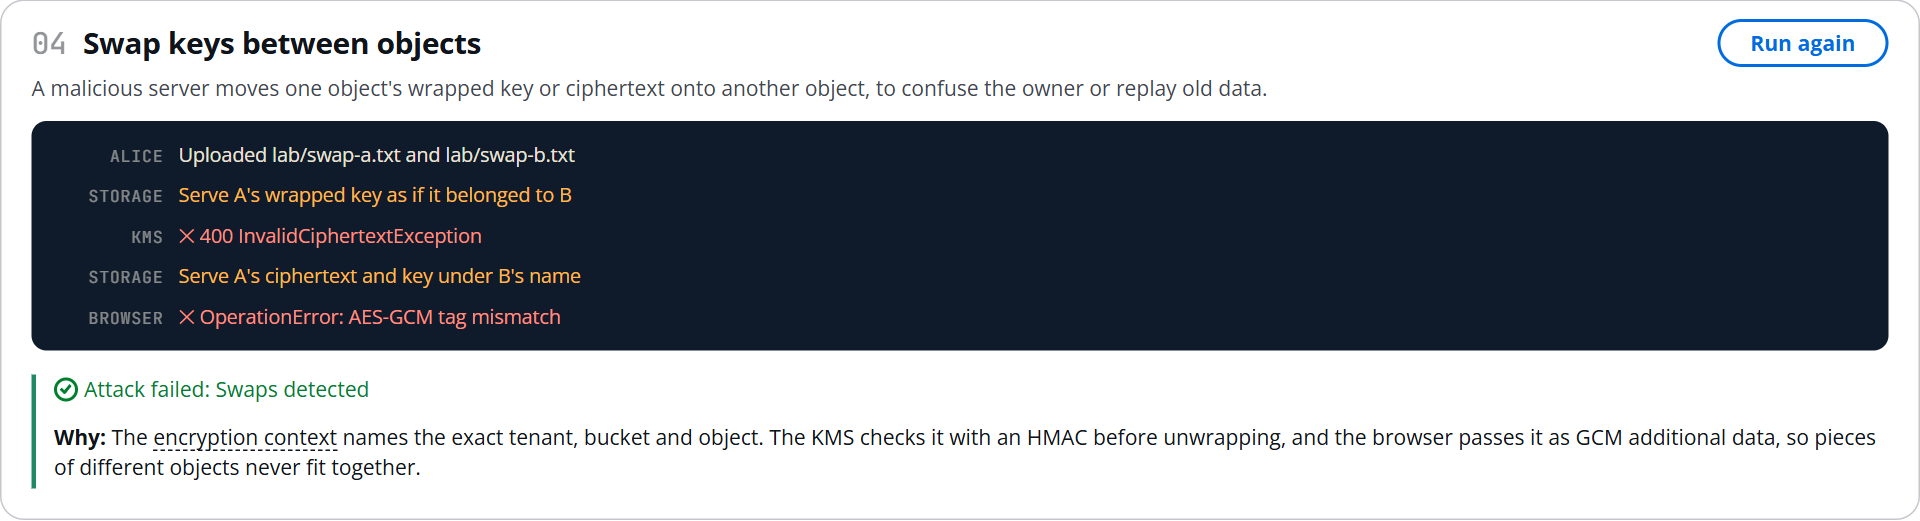 04 Swap keys between objects
Run again
A malicious server moves one object's wrapped key or ciphertext onto another object, to confuse the owner or replay old data.
ALICE Uploaded lab/swap-a.txt and lab/swap-b.txt
STORAGE Serve A's wrapped key as if it belonged to B
KMS ✕ 400 InvalidCiphertextException
STORAGE Serve A's ciphertext and key under B's name
BROWSER ✕ OperationError: AES-GCM tag mismatch
Attack failed: Swaps detected
Why: The encryption context names the exact tenant, bucket and object. The KMS checks it with an HMAC before unwrapping, and the browser passes it as GCM additional data, so pieces
of different objects never fit together.